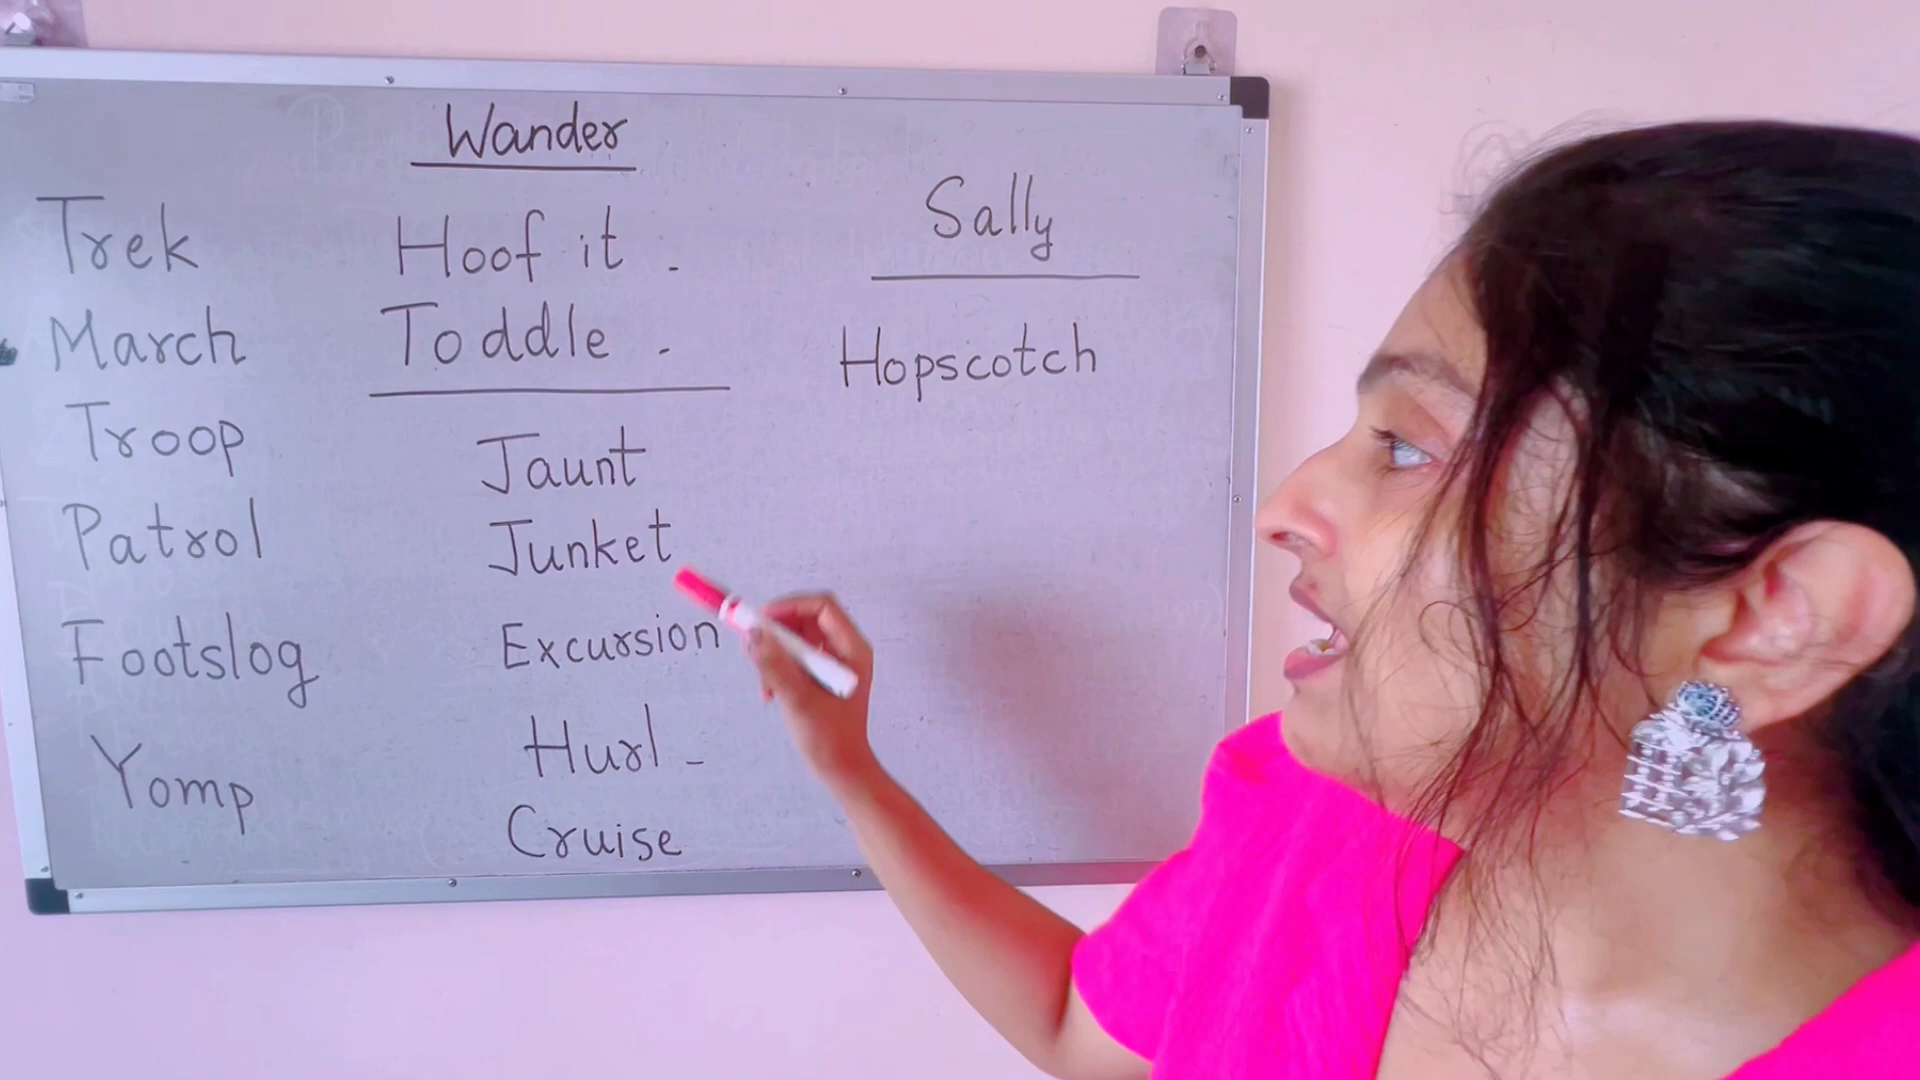 Wander
Trek
March
Troop
Patrol
Footslog
Yomp
Hoof it .
Toddle -
Jaunt
Junket
Excursion
Hurl -
Cruise
Sally
Hopscotch